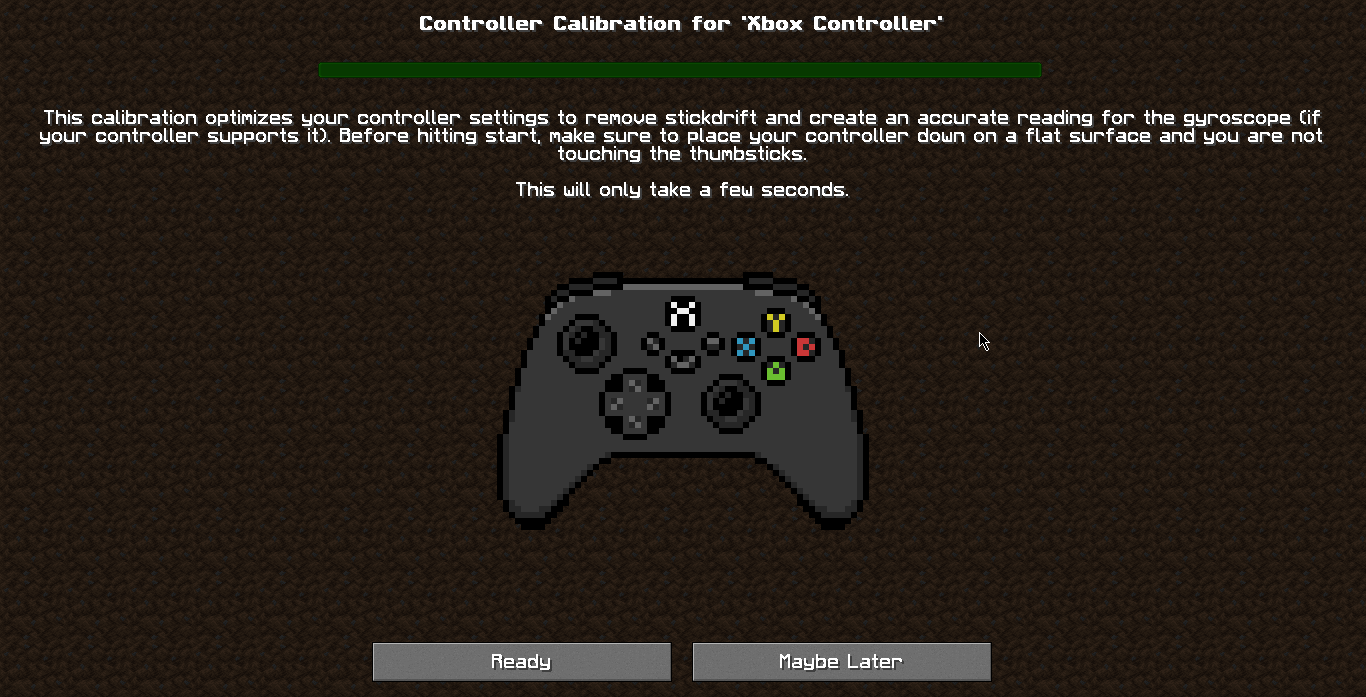 Controller Calibration for 'Xbox Controller'
This calibration optimizes your controller settings to remove stickdrift and create an accurate reading for the gyroscope (if
your controller supports it). Before hitting start, make sure to place your controller down on a flat surface and you are not
touching the thumbsticks.
This will only take a few seconds.
Y
X
Ready
Maybe Later